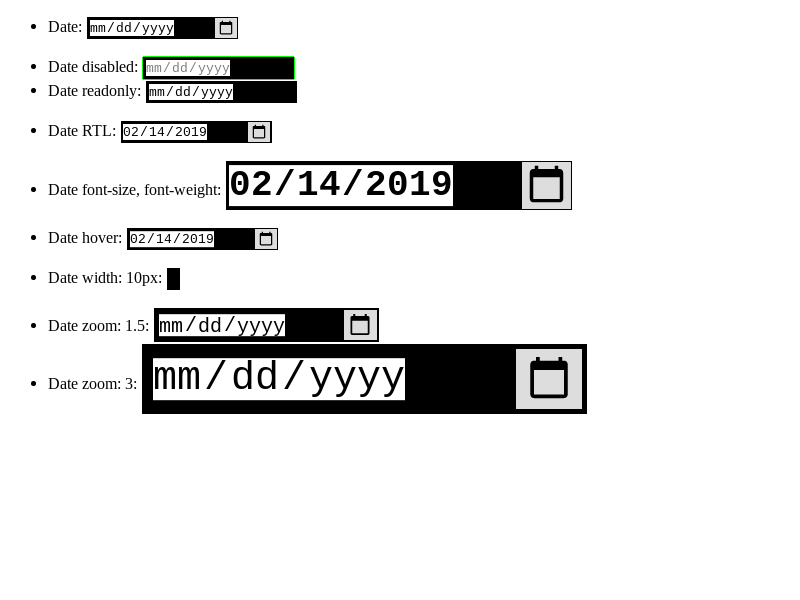 Date: mm/dd/yyyy
Date disabled: mm/dd/yyyy
Date readonly: mm/dd/yyyy
Date RTL: 02/14/2019
Date font-size, font-weight: 02/14/2019
Date hover: 02/14/2019
Date width: 10px:
Date zoom: 1.5: mm/dd/yyyy
Date zoom: 3: mm/dd/yyyy